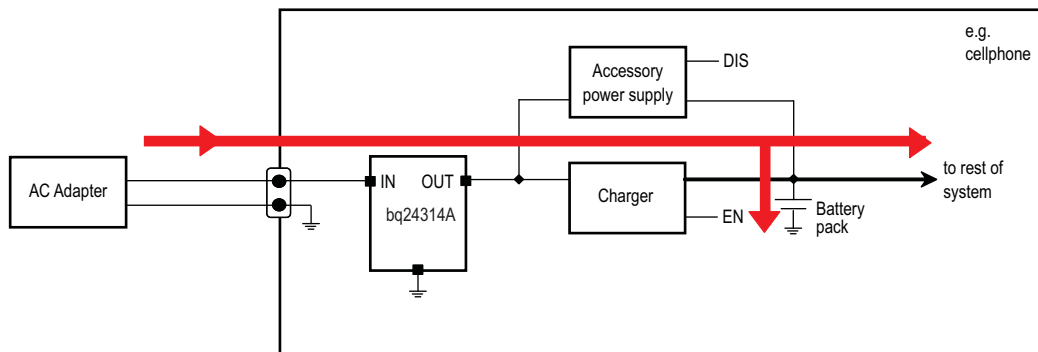 e.g.
cellphone
Accessory
power supply
DIS
AC Adapter
IN
OUT
bq24314A
Charger
EN
to rest of
system
Battery
pack